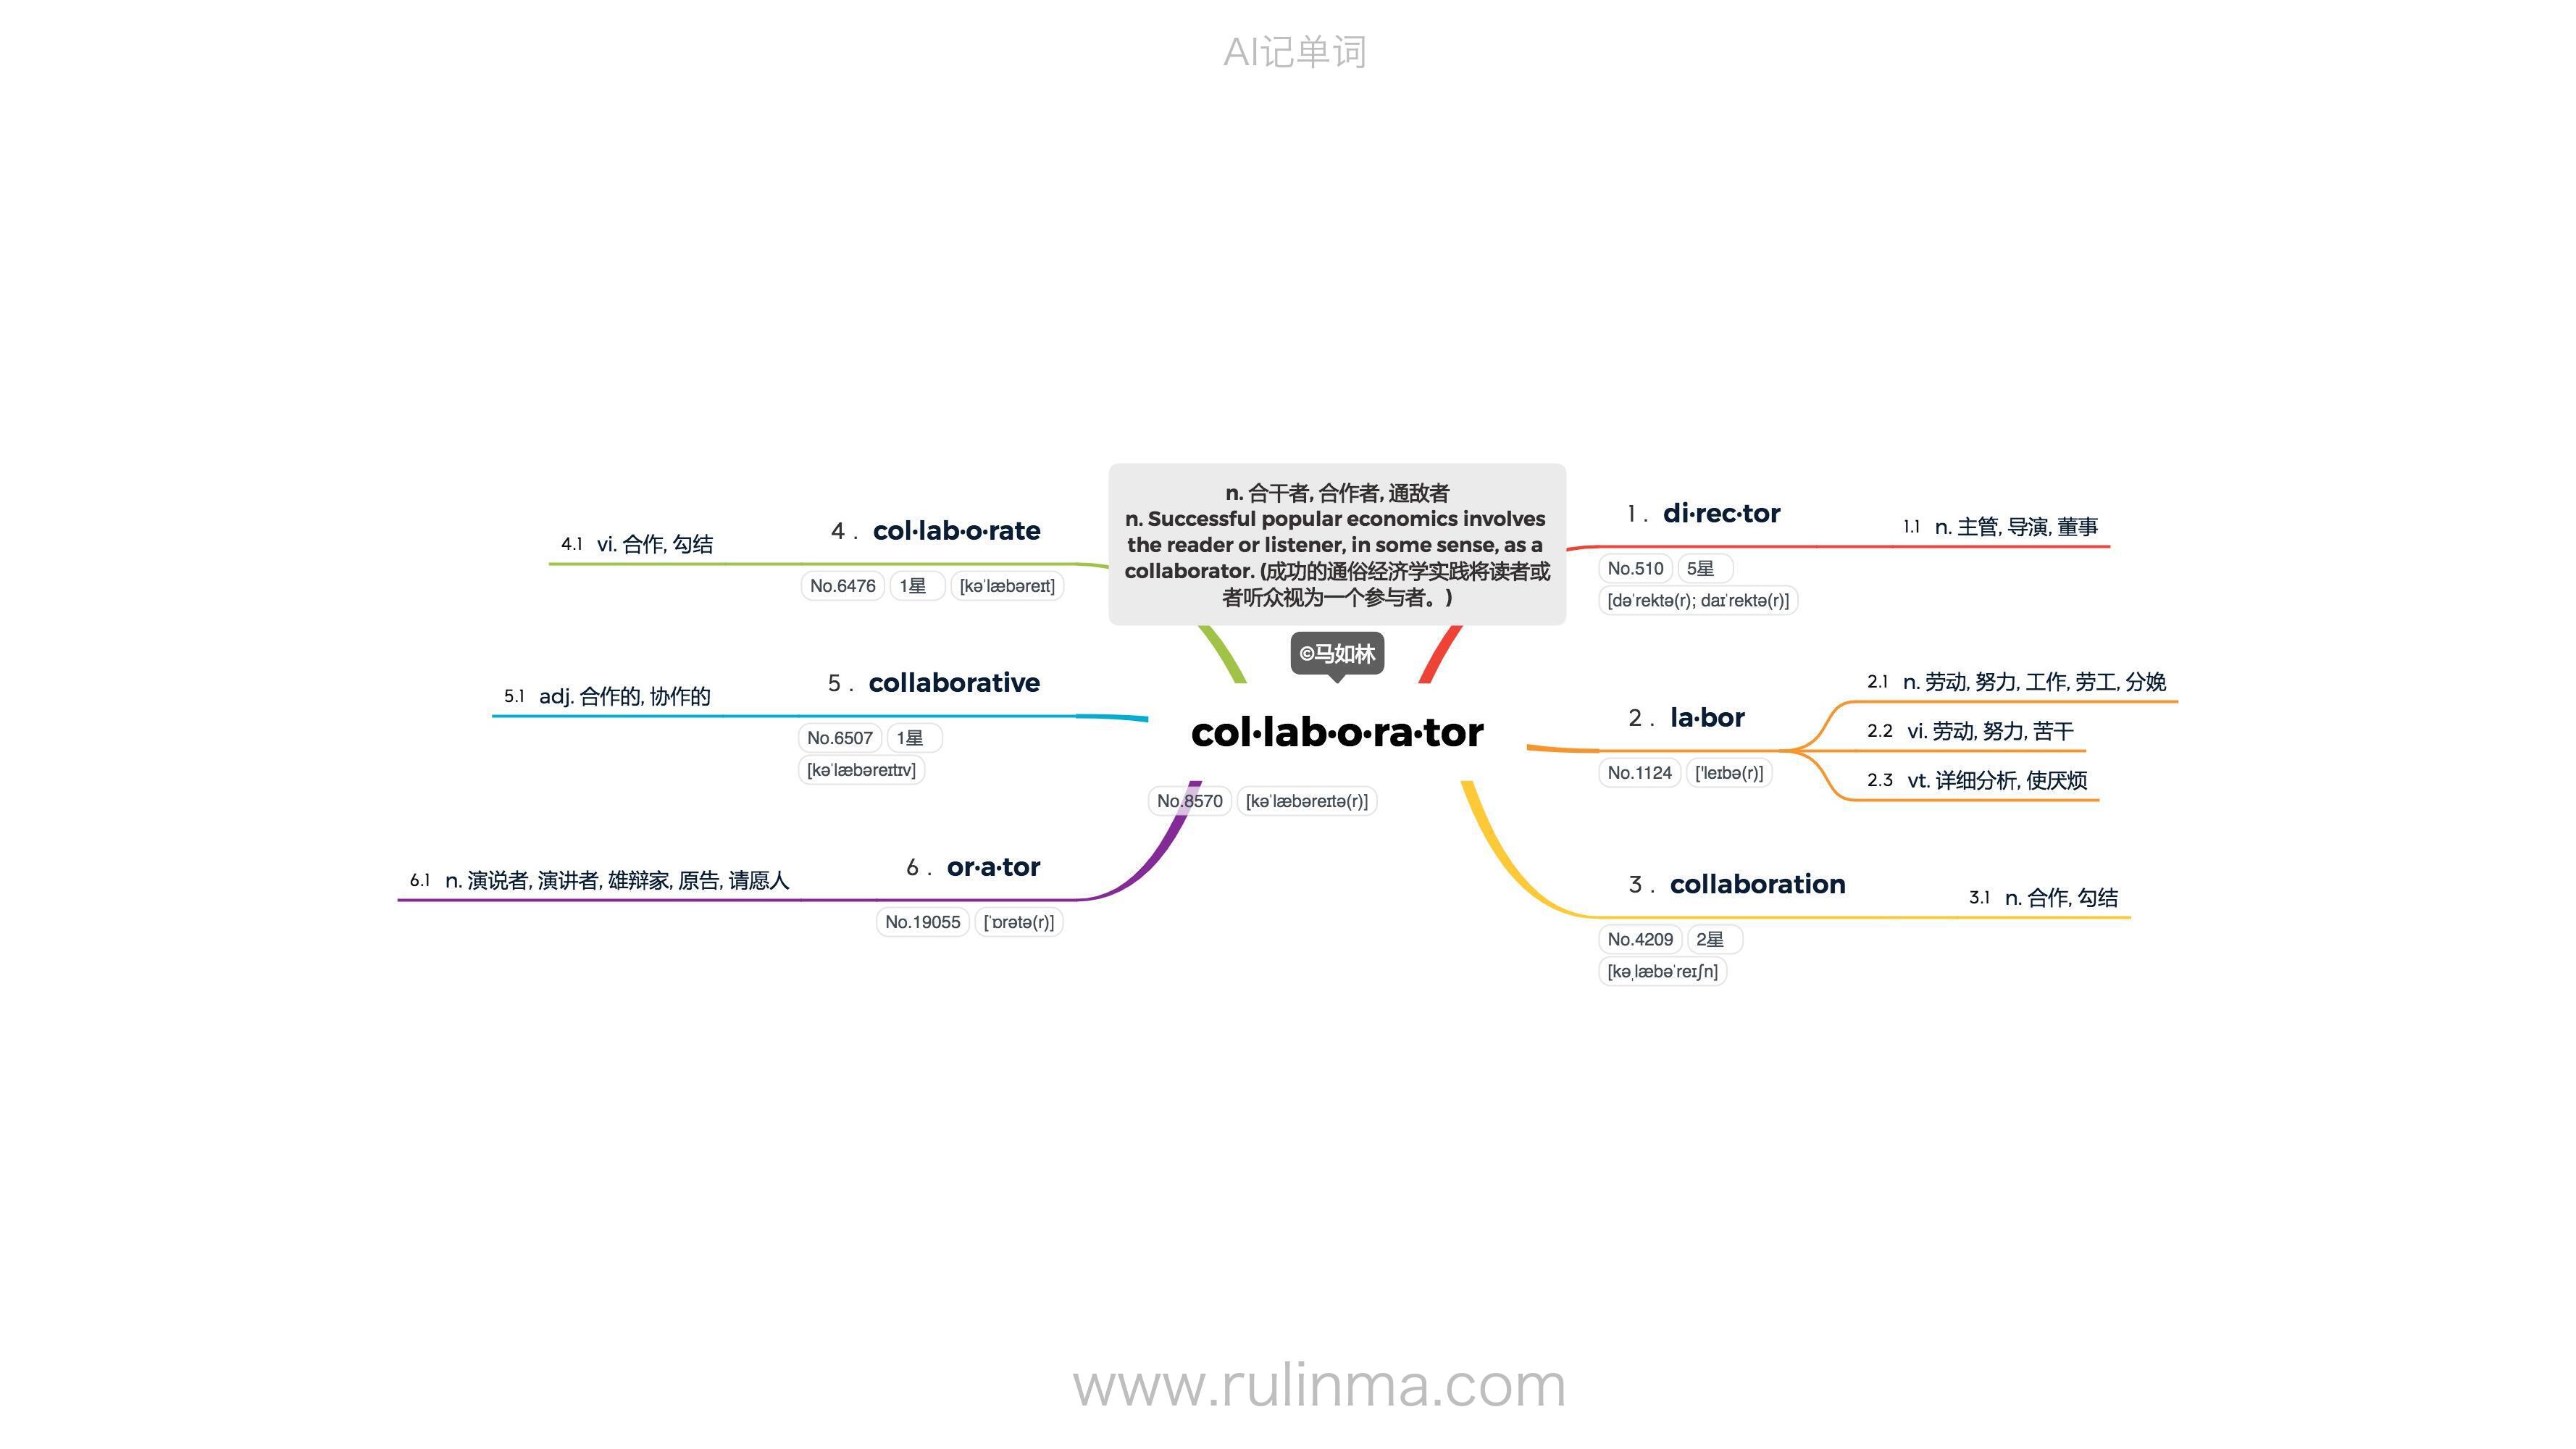 AI记单词
n. 合干者, 合作者, 通敌者
n. Successful popular economics involves
the reader or listener, in some sense, as a
collaborator. (成功的通俗经济学实践将读者或
者听众视为一个参与者。)
©马如林
col·lab·o·ra·tor
No.8570 [kəˈlæbəreɪtə(r)]
1 . di·rec·tor
No.510 5星
[dəˈrektə(r); daɪˈrektə(r)]
1.1 n. 主管, 导演, 董事
2 . la·bor
No.1124 ['leɪbə(r)]
2.1 n. 劳动, 努力, 工作, 劳工, 分娩
2.2 vi. 劳动, 努力, 苦干
2.3 vt. 详细分析, 使厌烦
3 . collaboration
No.4209 2星
[kəˌlæbəˈreɪʃn]
3.1 n. 合作, 勾结
4 . col·lab·o·rate
No.6476 1星 [kəˈlæbəreɪt]
4.1 vi. 合作, 勾结
5 . collaborative
No.6507 1星
[kəˈlæbəreɪtɪv]
5.1 adj. 合作的, 协作的
6 . or·a·tor
No.19055 [ˈɒrətə(r)]
6.1 n. 演说者, 演讲者, 雄辩家, 原告, 请愿人
www.rulinma.com